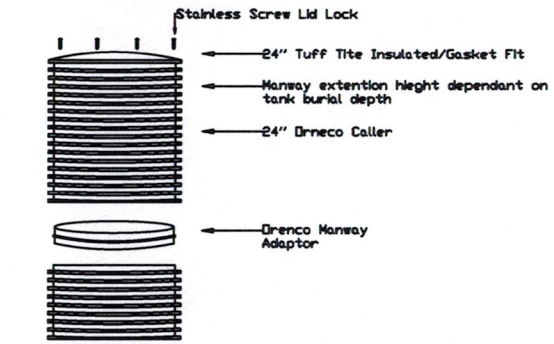 Stainless Screw Lid Lock
24" Tuff Tite Insulated/Gasket Fit
Manway extention hieght dependant on
tank burial depth
24" Orneco Caller
Orenco Manway
Adaptor